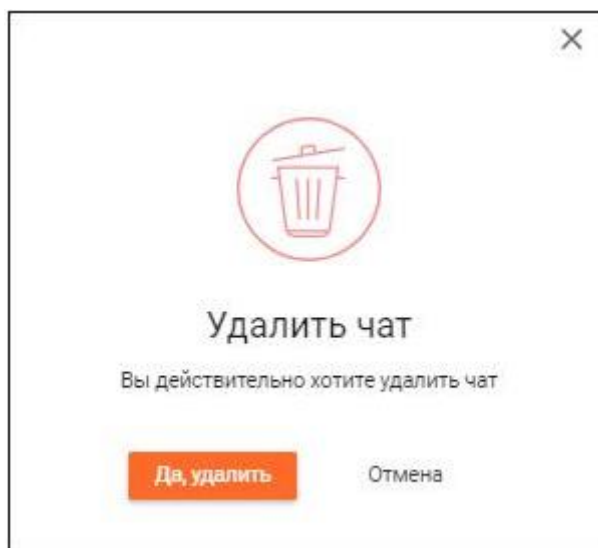 Удалить чат
Вы действительно хотите удалить чат
Да, удалить Отмена